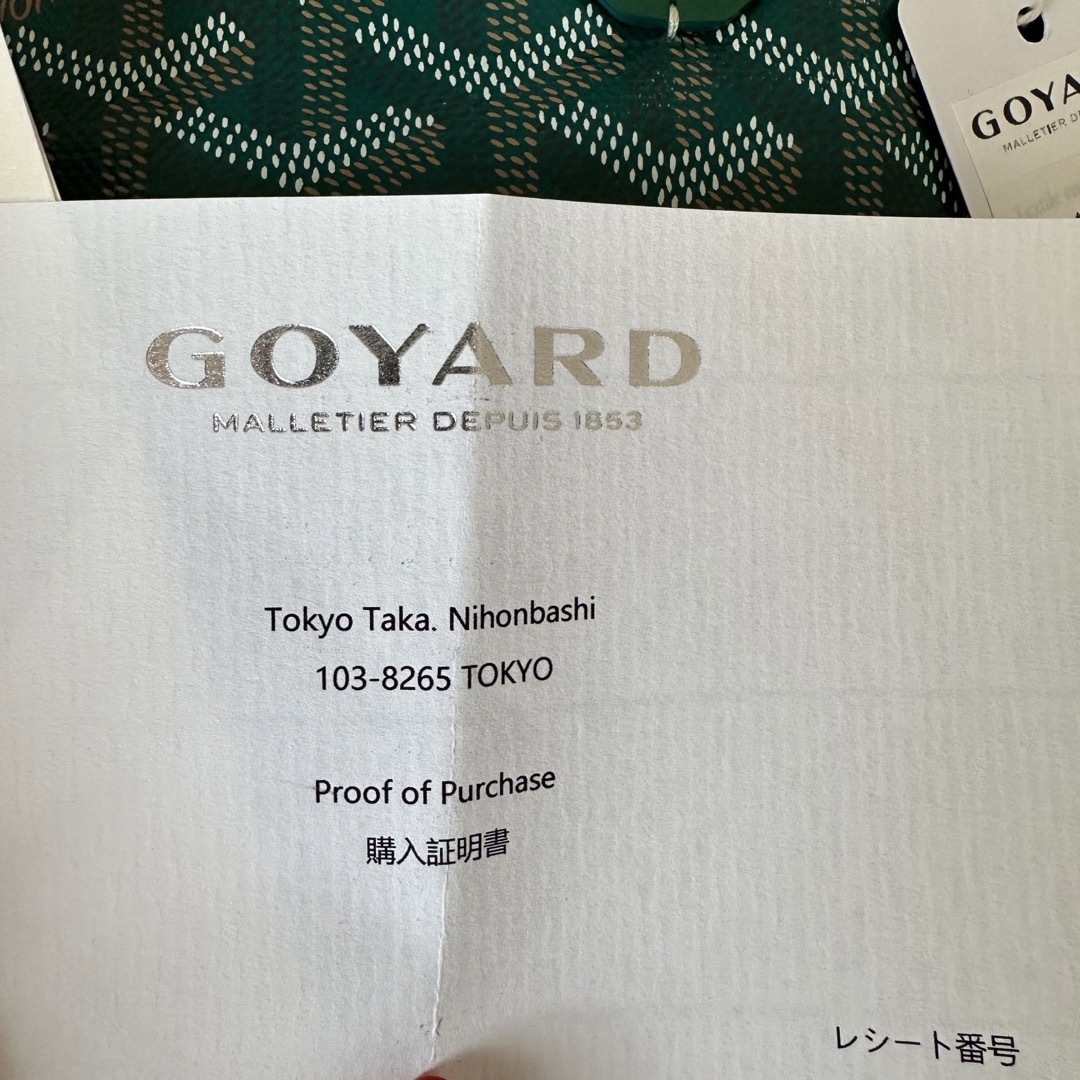 GOYA
MALLETIER D
GOYARD
MALLETIER DEPUIS 1853
Tokyo Taka. Nihonbashi
103-8265 TOKYO
Proof of Purchase
購入証明書
レシート番号